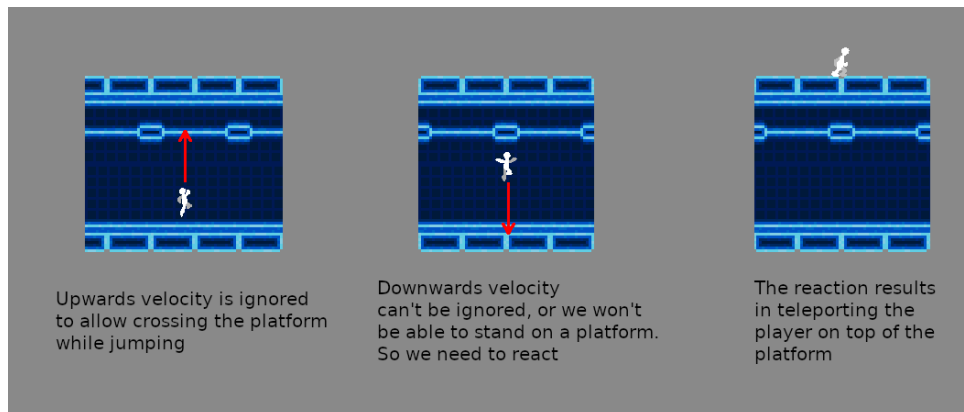 Upwards velocity is ignored
to allow crossing the platform
while jumping
Downwards velocity
can't be ignored, or we won't
be able to stand on a platform.
So we need to react
The reaction results
in teleporting the
player on top of the
platform